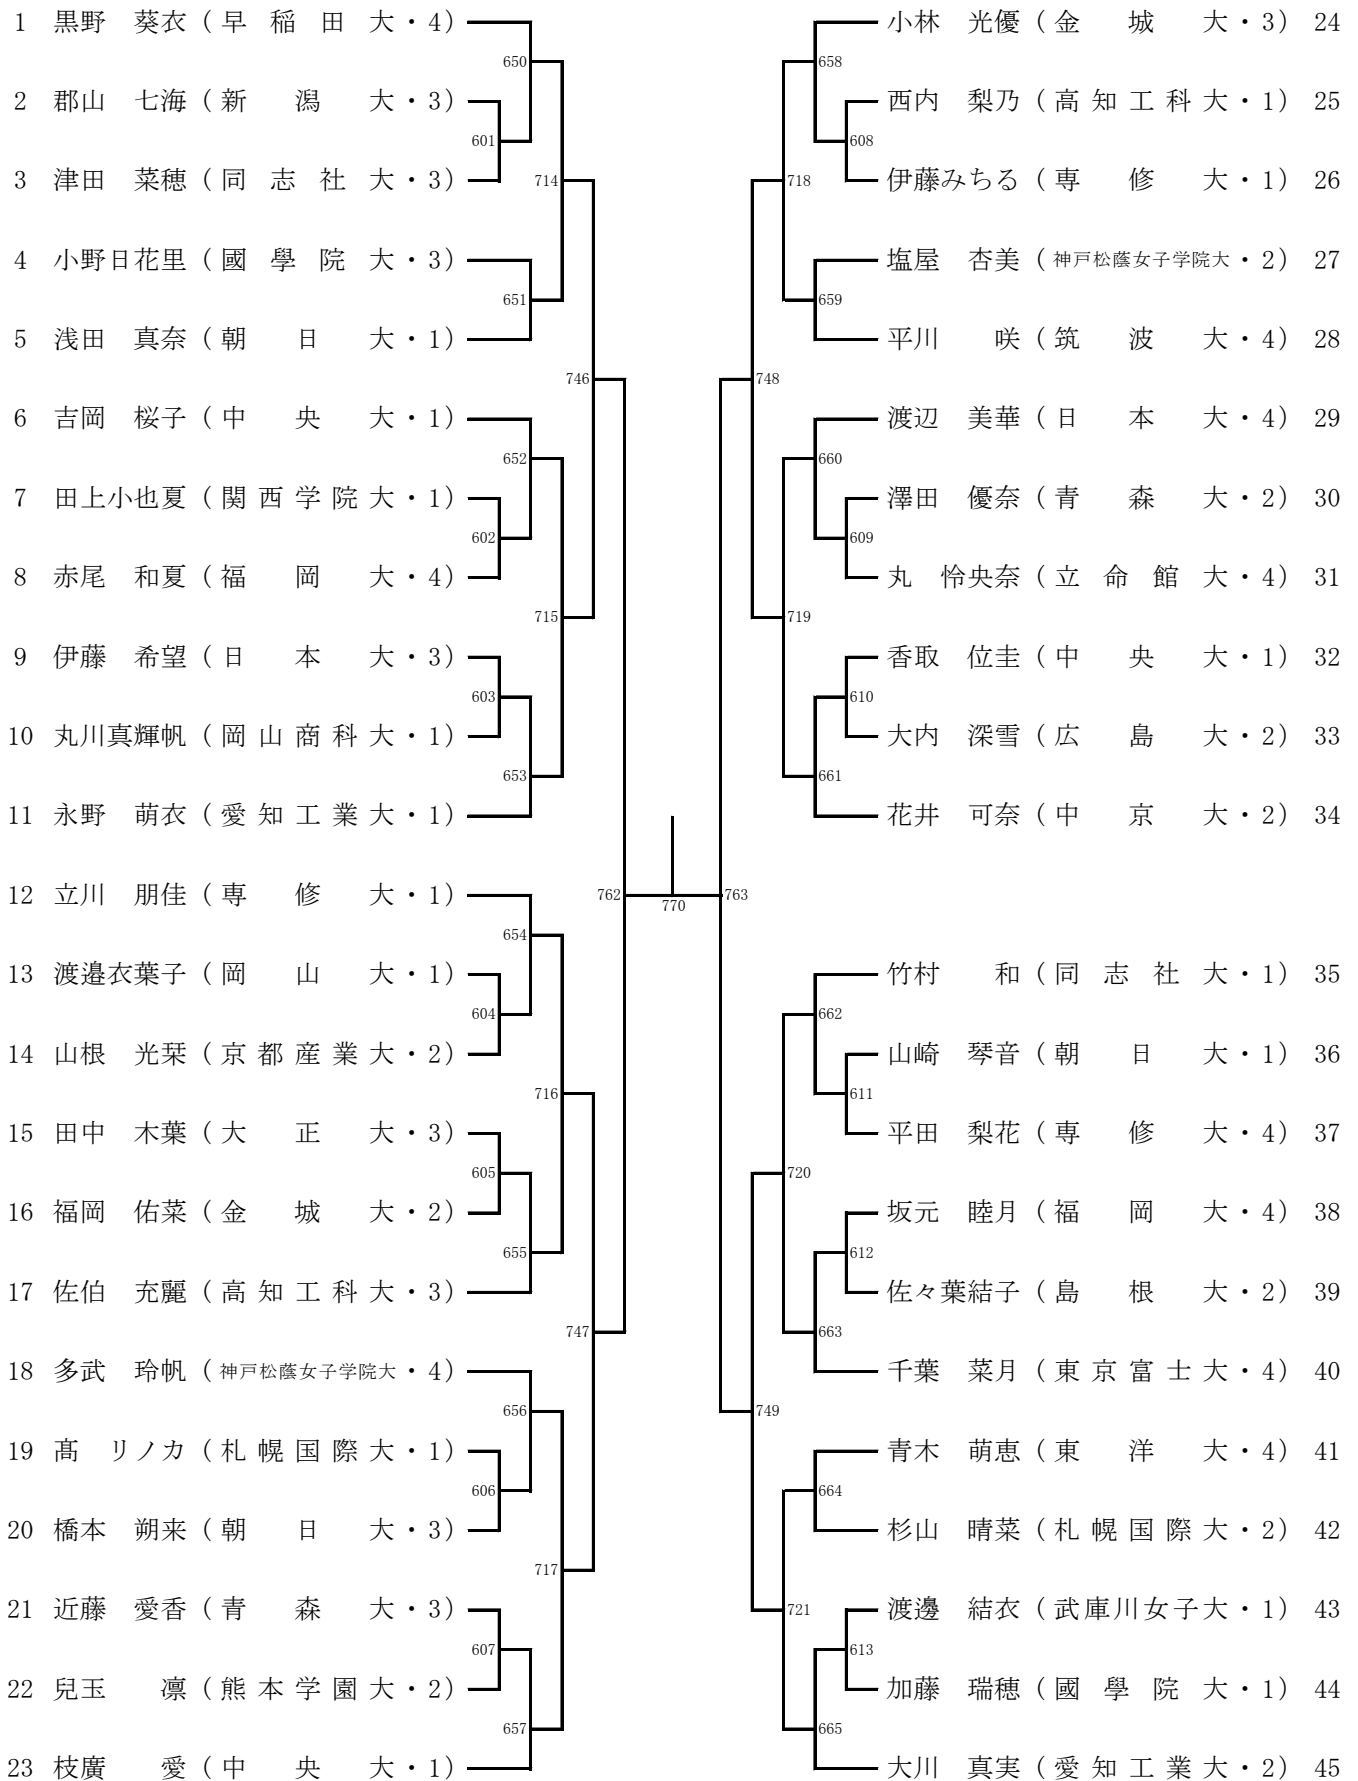 1 黒野 葵衣 (早稲田大・4)
650
2 郡山 七海 (新潟大・3)
601
3 津田 菜穂 (同志社大・3)
714
4 小野日花里 (國學院大・3)
651
5 浅田 真奈 (朝日大・1)
746
6 吉岡 桜子 (中央大・1)
652
7 田上小也夏 (関西学院大・1)
602
8 赤尾 和夏 (福岡大・4)
715
9 伊藤 希望 (日本大・3)
603
10 丸川真輝帆 (岡山商科大・1)
653
11 永野 萌衣 (愛知工業大・1)
12 立川 朋佳 (専修大・1)
762
654
13 渡邉衣葉子 (岡山大・1)
604
14 山根 光栞 (京都産業大・2)
716
15 田中 木葉 (大正大・3)
605
16 福岡 佑菜 (金城大・2)
655
17 佐伯 充麗 (高知工科大・3)
747
18 多武 玲帆 (神戸松蔭女子学院大・4)
656
19 髙 リノカ (札幌国際大・1)
606
20 橋本 朔来 (朝日大・3)
717
21 近藤 愛香 (青森大・3)
607
22 兒玉 凛 (熊本学園大・2)
657
23 枝廣 愛 (中央大・1)
770
小林 光優 (金城大・3) 24
658
西内 梨乃 (高知工科大・1) 25
608
伊藤みちる (専修大・1) 26
718
塩屋 杏美 (神戸松蔭女子学院大・2) 27
659
平川 咲 (筑波大・4) 28
748
渡辺 美華 (日本大・4) 29
660
澤田 優奈 (青森大・2) 30
609
丸 怜央奈 (立命館大・4) 31
719
香取 位圭 (中央大・1) 32
610
大内 深雪 (広島大・2) 33
661
花井 可奈 (中京大・2) 34
763
竹村 和 (同志社大・1) 35
662
山崎 琴音 (朝日大・1) 36
611
平田 梨花 (専修大・4) 37
720
坂元 睦月 (福岡大・4) 38
612
佐々葉結子 (島根大・2) 39
663
千葉 菜月 (東京富士大・4) 40
749
青木 萌恵 (東洋大・4) 41
664
杉山 晴菜 (札幌国際大・2) 42
721
渡邊 結衣 (武庫川女子大・1) 43
613
加藤 瑞穂 (國學院大・1) 44
665
大川 真実 (愛知工業大・2) 45